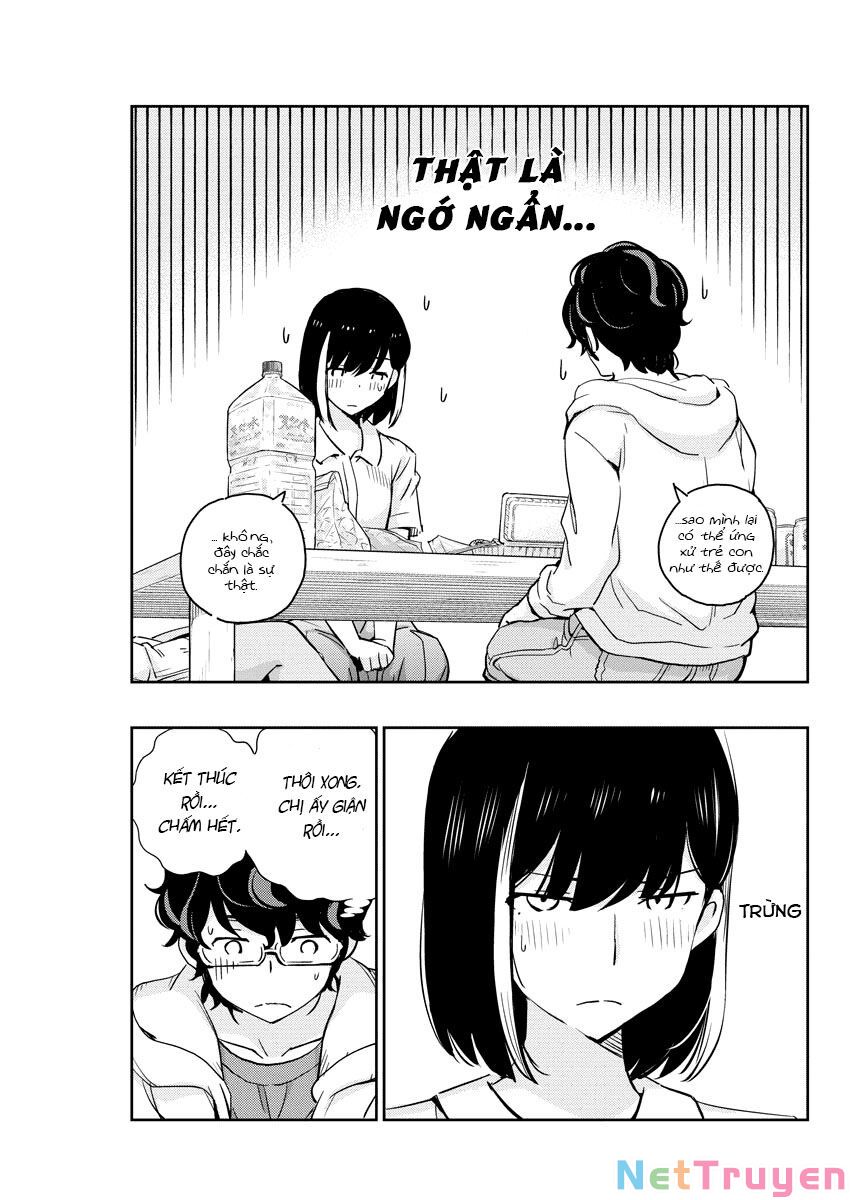 THẬT LÀ
NGỚ NGẨN...
...sao mình lại
có thể ứng
xử trẻ con
như thế được.
... không,
đây chắc
chắn là sự
thật.
TRỪNG
THÔI XONG.
CHỊ ẤY GIẬN
RỒI...
KẾT THÚC
RỒI...
CHẤM HẾT.
NetTruyen